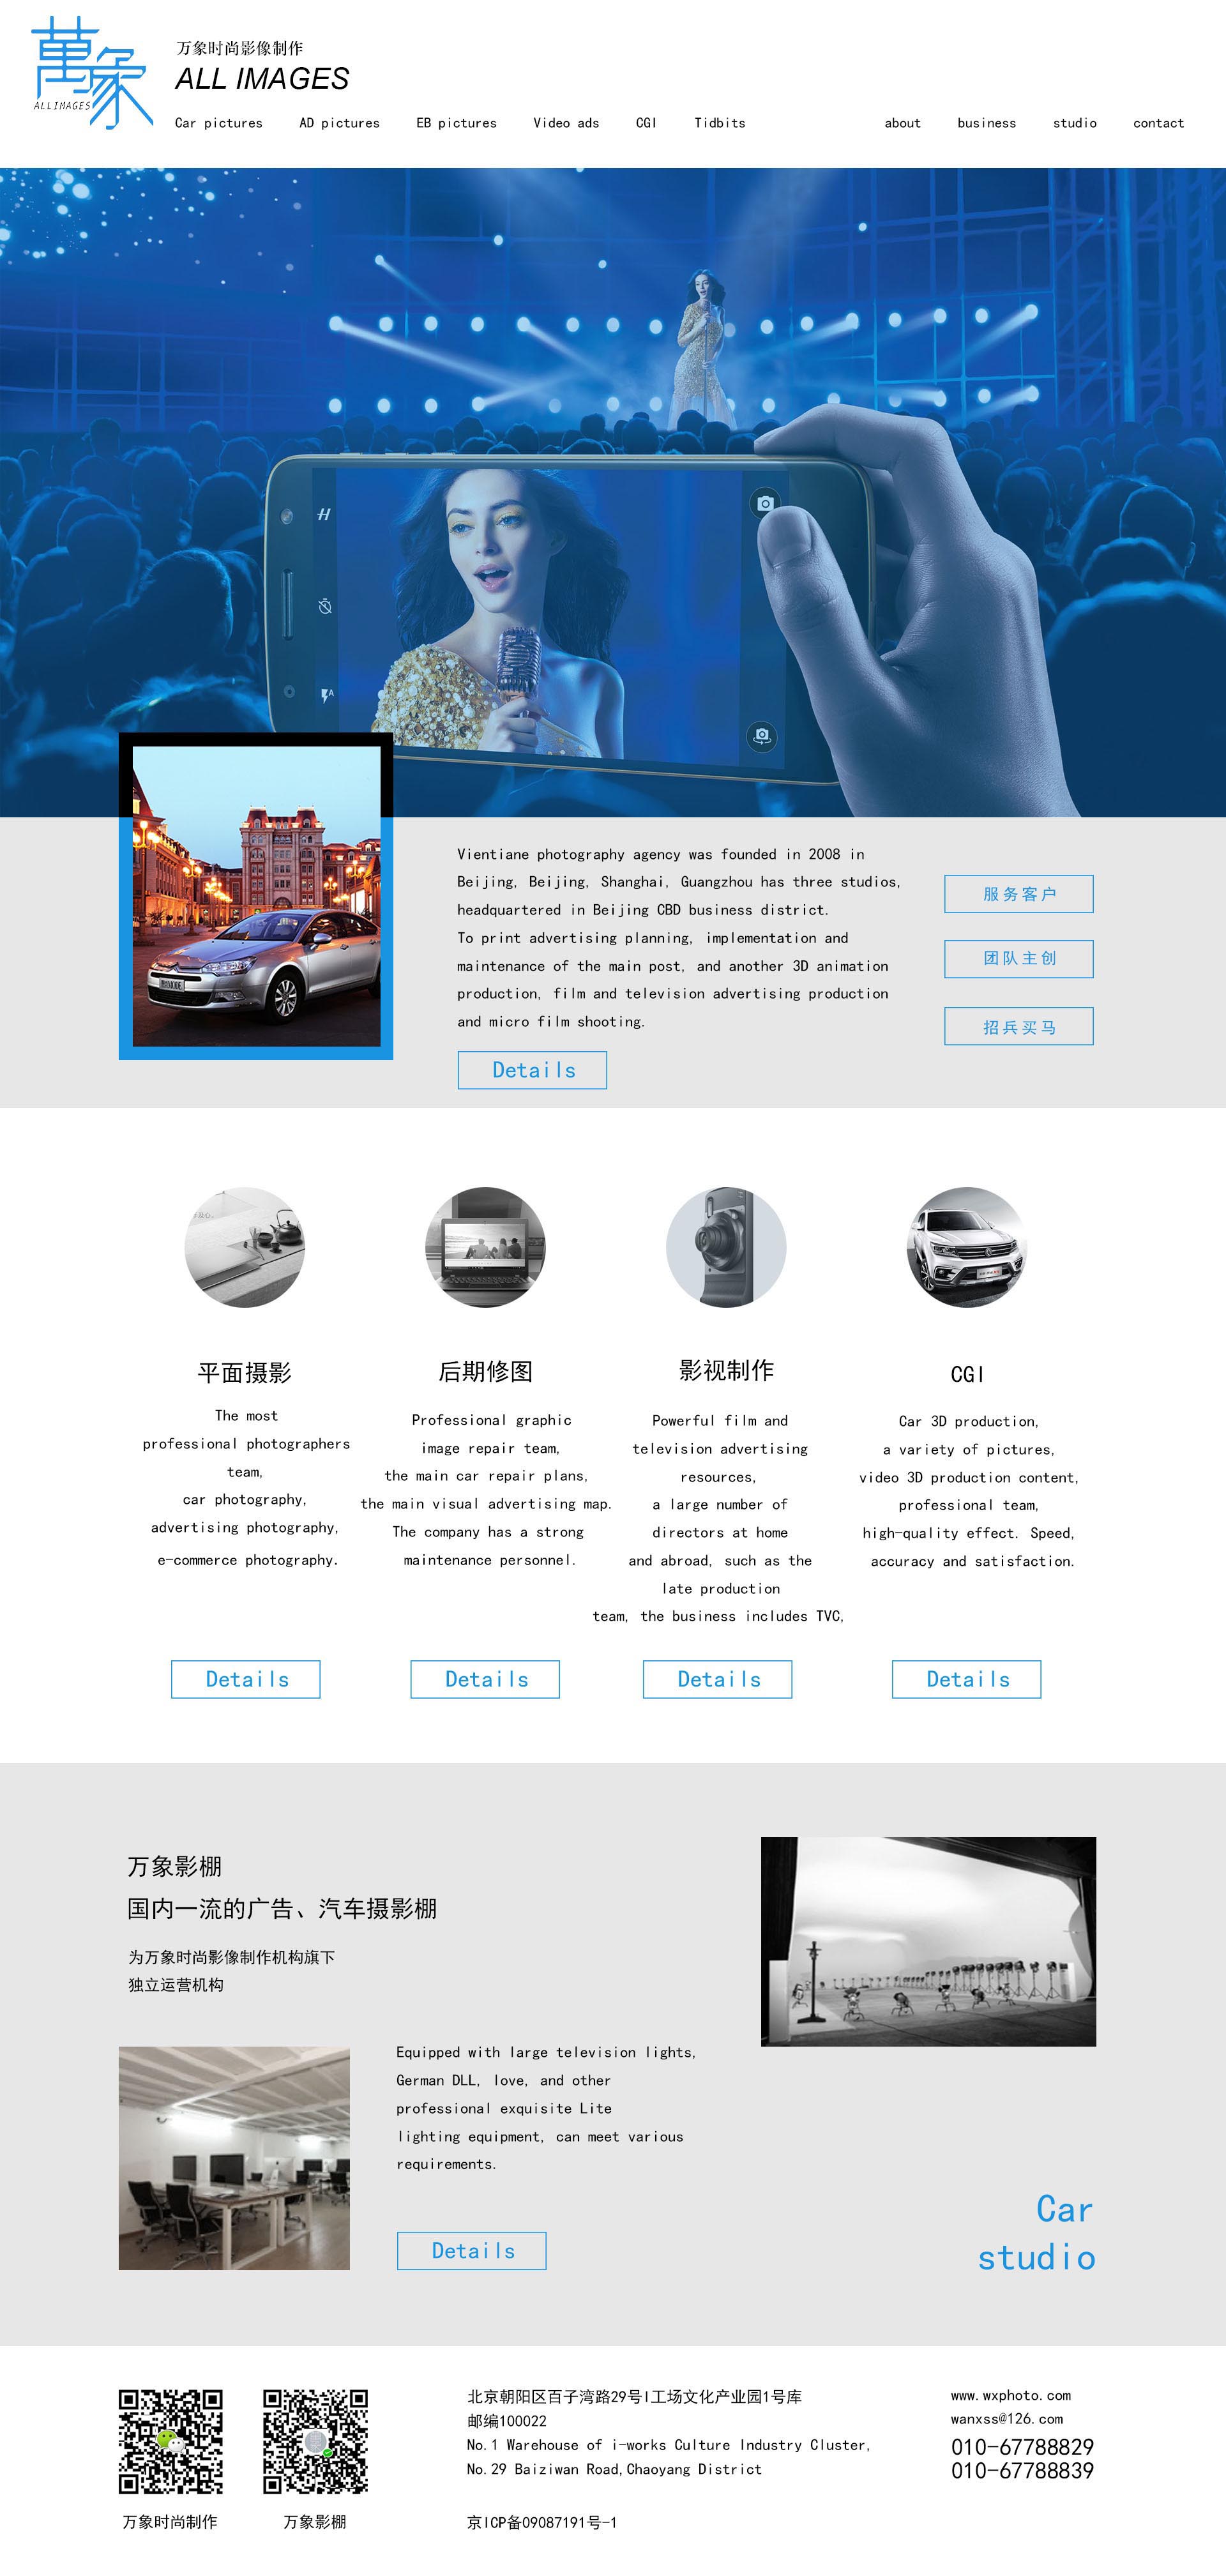 萬象
ALLIMAGES
万象时尚影像制作
ALL IMAGES
Car pictures AD pictures EB pictures Video ads CGI Tidbits about business studio contact
Vientiane photography agency was founded in 2008 in
Beijing, Beijing, Shanghai, Guangzhou has three studios,
headquartered in Beijing CBD business district.
To print advertising planning, implementation and
maintenance of the main post, and another 3D animation
production, film and television advertising production
and micro film shooting.
Details
服务客户
团队主创
招兵买马
平面摄影
The most
professional photographers
team,
car photography,
advertising photography,
e-commerce photography.
Details
后期修图
Professional graphic
image repair team,
the main car repair plans,
the main visual advertising map.
The company has a strong
maintenance personnel.
Details
影视制作
Powerful film and
television advertising
resources,
a large number of
directors at home
and abroad, such as the
late production
team, the business includes TVC,
Details
CGI
Car 3D production,
a variety of pictures,
video 3D production content,
professional team,
high-quality effect. Speed,
accuracy and satisfaction.
Details
万象影棚
国内一流的广告、汽车摄影棚
为万象时尚影像制作机构旗下
独立运营机构
Equipped with large television lights,
German DLL, love, and other
professional exquisite Lite
lighting equipment, can meet various
requirements.
Details
Car
studio
万象时尚制作
万象影棚
北京朝阳区百子湾路29号I工场文化产业园1号库
邮编100022
No.1 Warehouse of i-works Culture Industry Cluster,
No.29 Baiziwan Road,Chaoyang District
京ICP备09087191号-1
www.wxphoto.com
wanxss@126.com
010-67788829
010-67788839